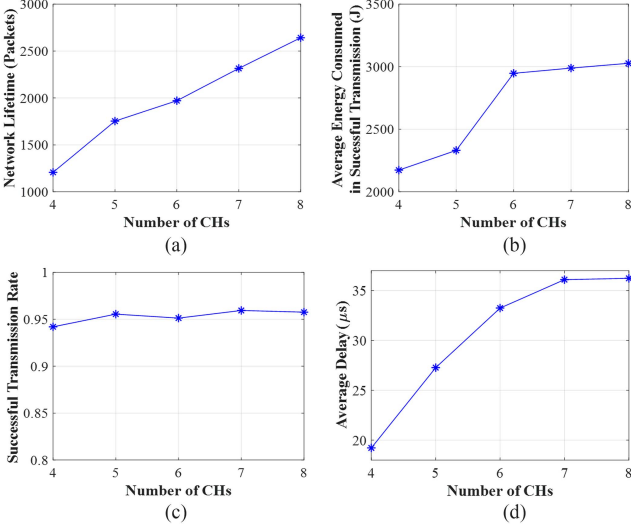 Network Lifetime (Packets)
3000
2500
2000
1500
1000
4 5 6 7 8
Number of CHs
(a)
Average Energy Consumed
in Sucessful Transmission (J)
3500
3000
2500
2000
4 5 6 7 8
Number of CHs
(b)
Successful Transmission Rate
1
0.95
0.9
0.85
0.8
4 5 6 7 8
Number of CHs
(c)
Average Delay (μs)
35
30
25
20
4 5 6 7 8
Number of CHs
(d)